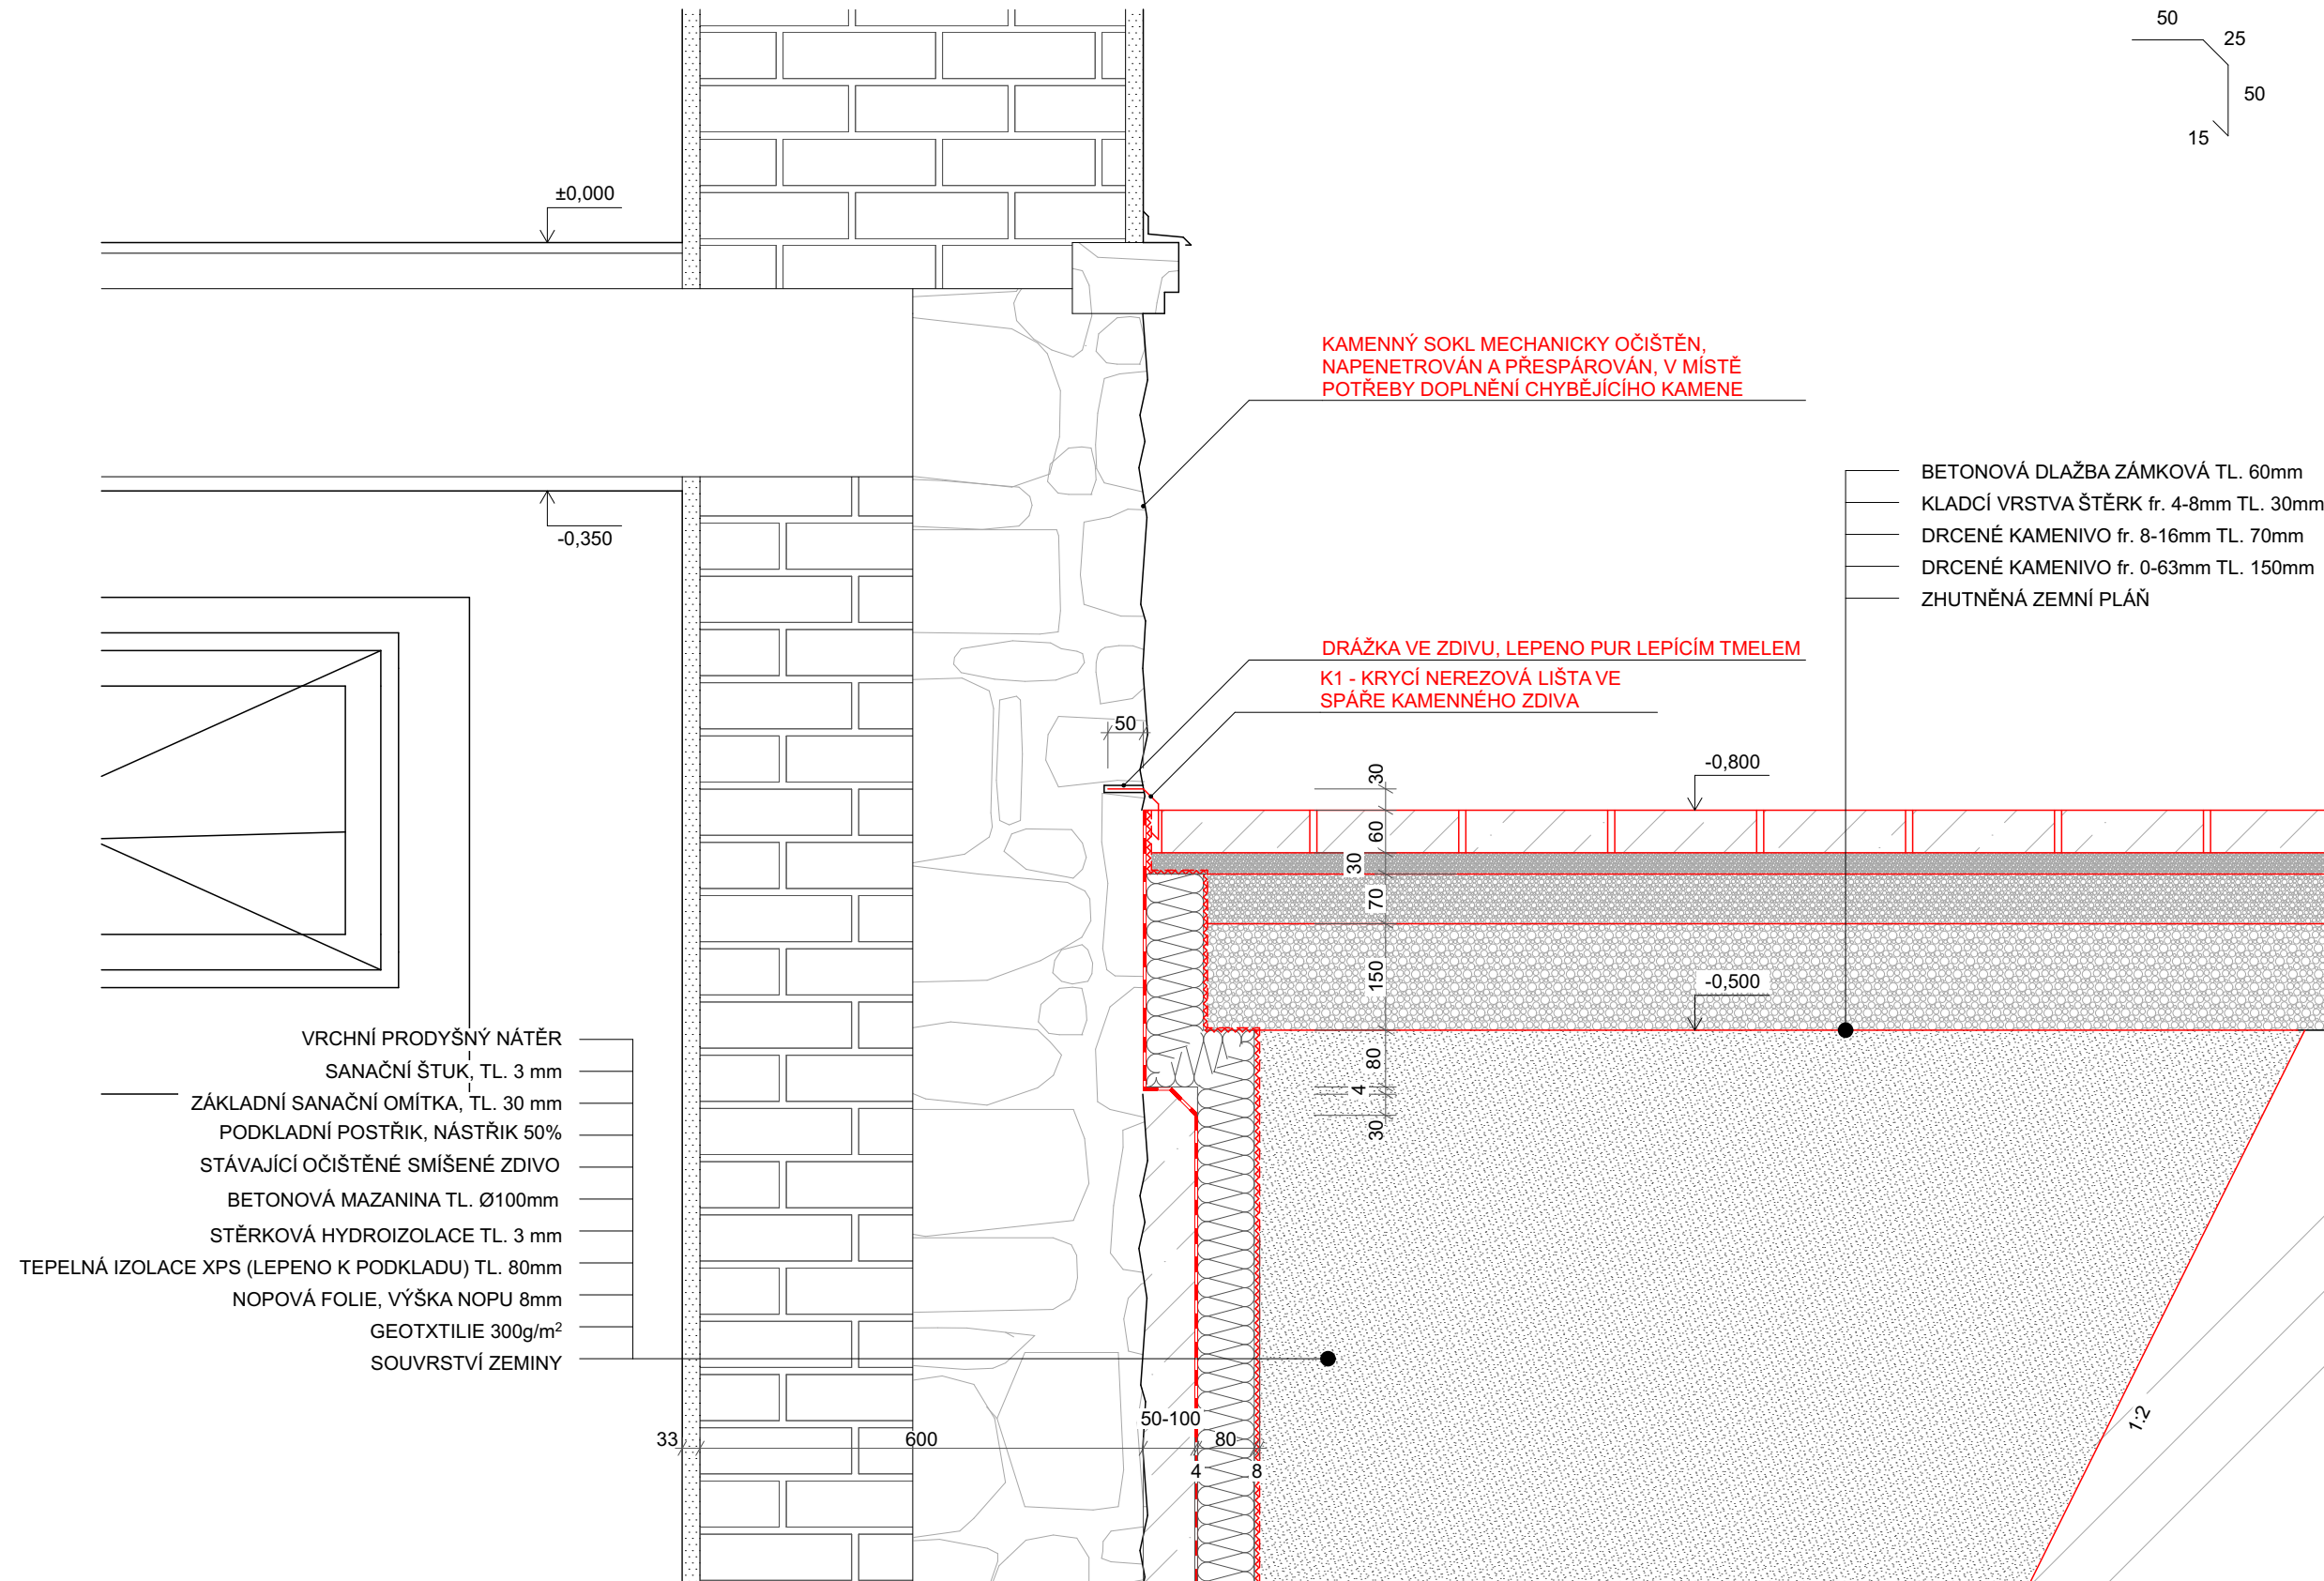 50
25
50
15
±0,000
KAMENNÝ SOKL MECHANICKY OČIŠTĚN,
NAPENETROVÁN A PŘESPÁROVÁN, V MÍSTĚ
POTŘEBY DOPLNĚNÍ CHYBĚJÍCÍHO KAMENE
-0,350
BETONOVÁ DLAŽBA ZÁMKOVÁ TL. 60mm
KLADCÍ VRSTVA ŠTĚRK fr. 4-8mm TL. 30mm
DRCENÉ KAMENIVO fr. 8-16mm TL. 70mm
DRCENÉ KAMENIVO fr. 0-63mm TL. 150mm
ZHUTNĚNÁ ZEMNÍ PLÁŇ
DRÁŽKA VE ZDIVU, LEPENO PUR LEPÍCÍM TMELEM
K1 - KRYCÍ NEREZOVÁ LIŠTA VE
SPÁŘE KAMENNÉHO ZDIVA
50
-0,800
30
60
30
70
150
-0,500
80
4
30
VRCHNÍ PRODYŠNÝ NÁTĚR
SANAČNÍ ŠTUK, TL. 3 mm
ZÁKLADNÍ SANAČNÍ OMÍTKA, TL. 30 mm
PODKLADNÍ POSTŘIK, NÁSTŘIK 50%
STÁVAJÍCÍ OČIŠTĚNÉ SMÍŠENÉ ZDIVO
BETONOVÁ MAZANINA TL. Ø100mm
STĚRKOVÁ HYDROIZOLACE TL. 3 mm
TEPELNÁ IZOLACE XPS (LEPENO K PODKLADU) TL. 80mm
NOPOVÁ FOLIE, VÝŠKA NOPU 8mm
GEOTXTILIE 300g/m²
SOUVRSTVÍ ZEMINY
33
600
50-100
80
4
8
1:2